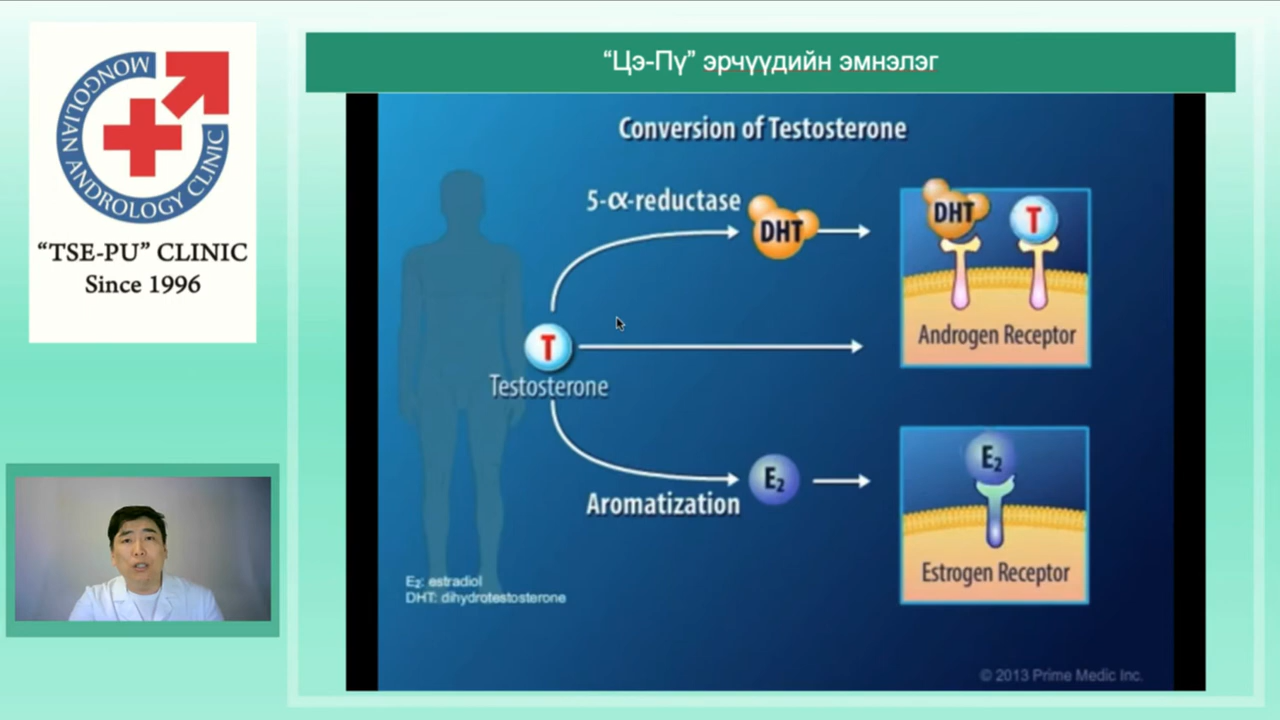 MONGOLIAN ANDROLOGY CLINIC
“TSE-PU” CLINIC
Since 1996
“Цэ-Пү” эрчүүдийн эмнэлэг
Conversion of Testosterone
5-α-reductase
DHT
DHT
T
Androgen Receptor
T
Testosterone
Aromatization
E₂
E₂
Estrogen Receptor
E₂: estradiol
DHT: dihydrotestosterone
© 2013 Prime Medic Inc.